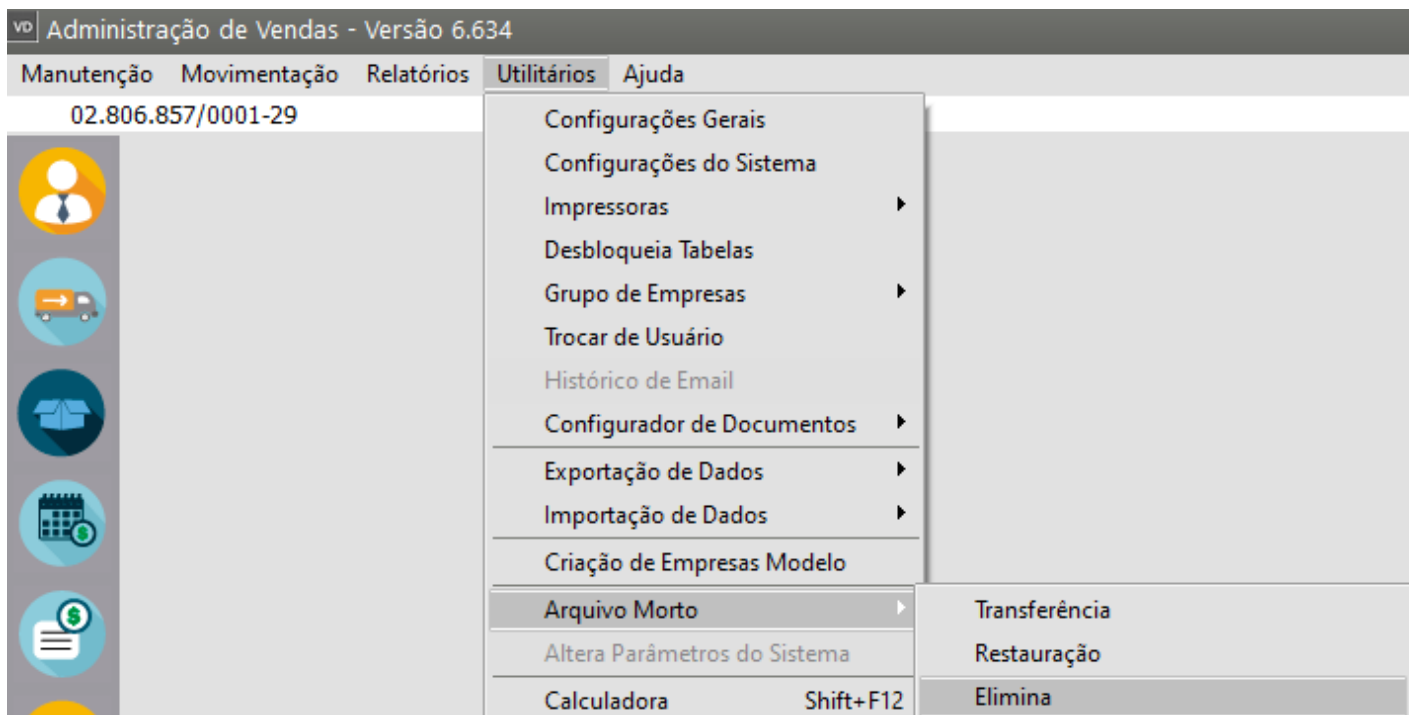 VD Administração de Vendas - Versão 6.634
Manutenção Movimentação Relatórios Utilitários Ajuda
02.806.857/0001-29
Configurações Gerais
Configurações do Sistema
Impressoras
Desbloqueia Tabelas
Grupo de Empresas
Trocar de Usuário
Histórico de Email
Configurador de Documentos
Exportação de Dados
Importação de Dados
Criação de Empresas Modelo
Arquivo Morto
Transferência
Altera Parâmetros do Sistema
Restauração
Calculadora Shift+F12
Elimina
$
$